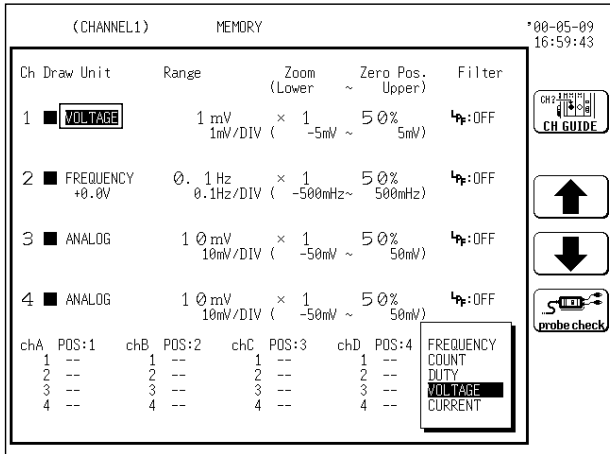 (CHANNEL1) MEMORY '00-05-09
16:59:43
Ch Draw Unit Range Zoom Zero Pos. Filter
(Lower ~ Upper)
1 VOLTAGE 1 mV × 1 50% LPF:OFF
1mV/DIV ( -5mV ~ 5mV)
2 FREQUENCY 0. 1 Hz × 1 50% LPF:OFF
+0.0V 0.1Hz/DIV ( -500mHz~ 500mHz)
3 ANALOG 10 mV × 1 50% LPF:OFF
10mV/DIV ( -50mV ~ 50mV)
4 ANALOG 10 mV × 1 50% LPF:OFF
10mV/DIV ( -50mV ~ 50mV)
chA POS:1 chB POS:2 chC POS:3 chD POS:4
1 -- 1 -- 1 -- 1 --
2 -- 2 -- 2 -- 2 --
3 -- 3 -- 3 -- 3 --
4 -- 4 -- 4 -- 4 --
FREQUENCY
COUNT
DUTY
VOLTAGE
CURRENT
CH2
CH GUIDE
probe check